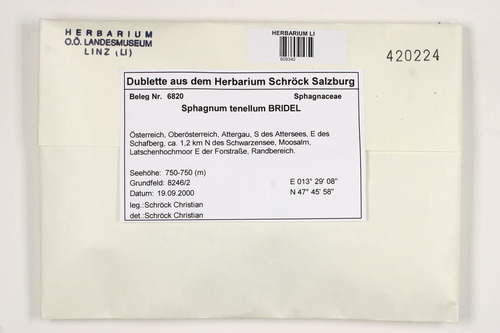 HERBARIUM
O.Ö. LANDESMUSEUM
LINZ (LI)
HERBARIUM LI
609340
420224
Dublette aus dem Herbarium Schröck Salzburg
Beleg Nr. 6820 Sphagnaceae
Sphagnum tenellum BRIDEL
Österreich, Oberösterreich, Attergau, S des Attersees, E des
Schafberg, ca. 1,2 km N des Schwarzensee, Moosalm,
Latschenhochmoor E der Forstraße, Randbereich.
Seehöhe: 750-750 (m)
Grundfeld: 8246/2 E 013° 29' 08"
Datum: 19.09.2000 N 47° 45' 58"
leg.:Schröck Christian
det.:Schröck Christian